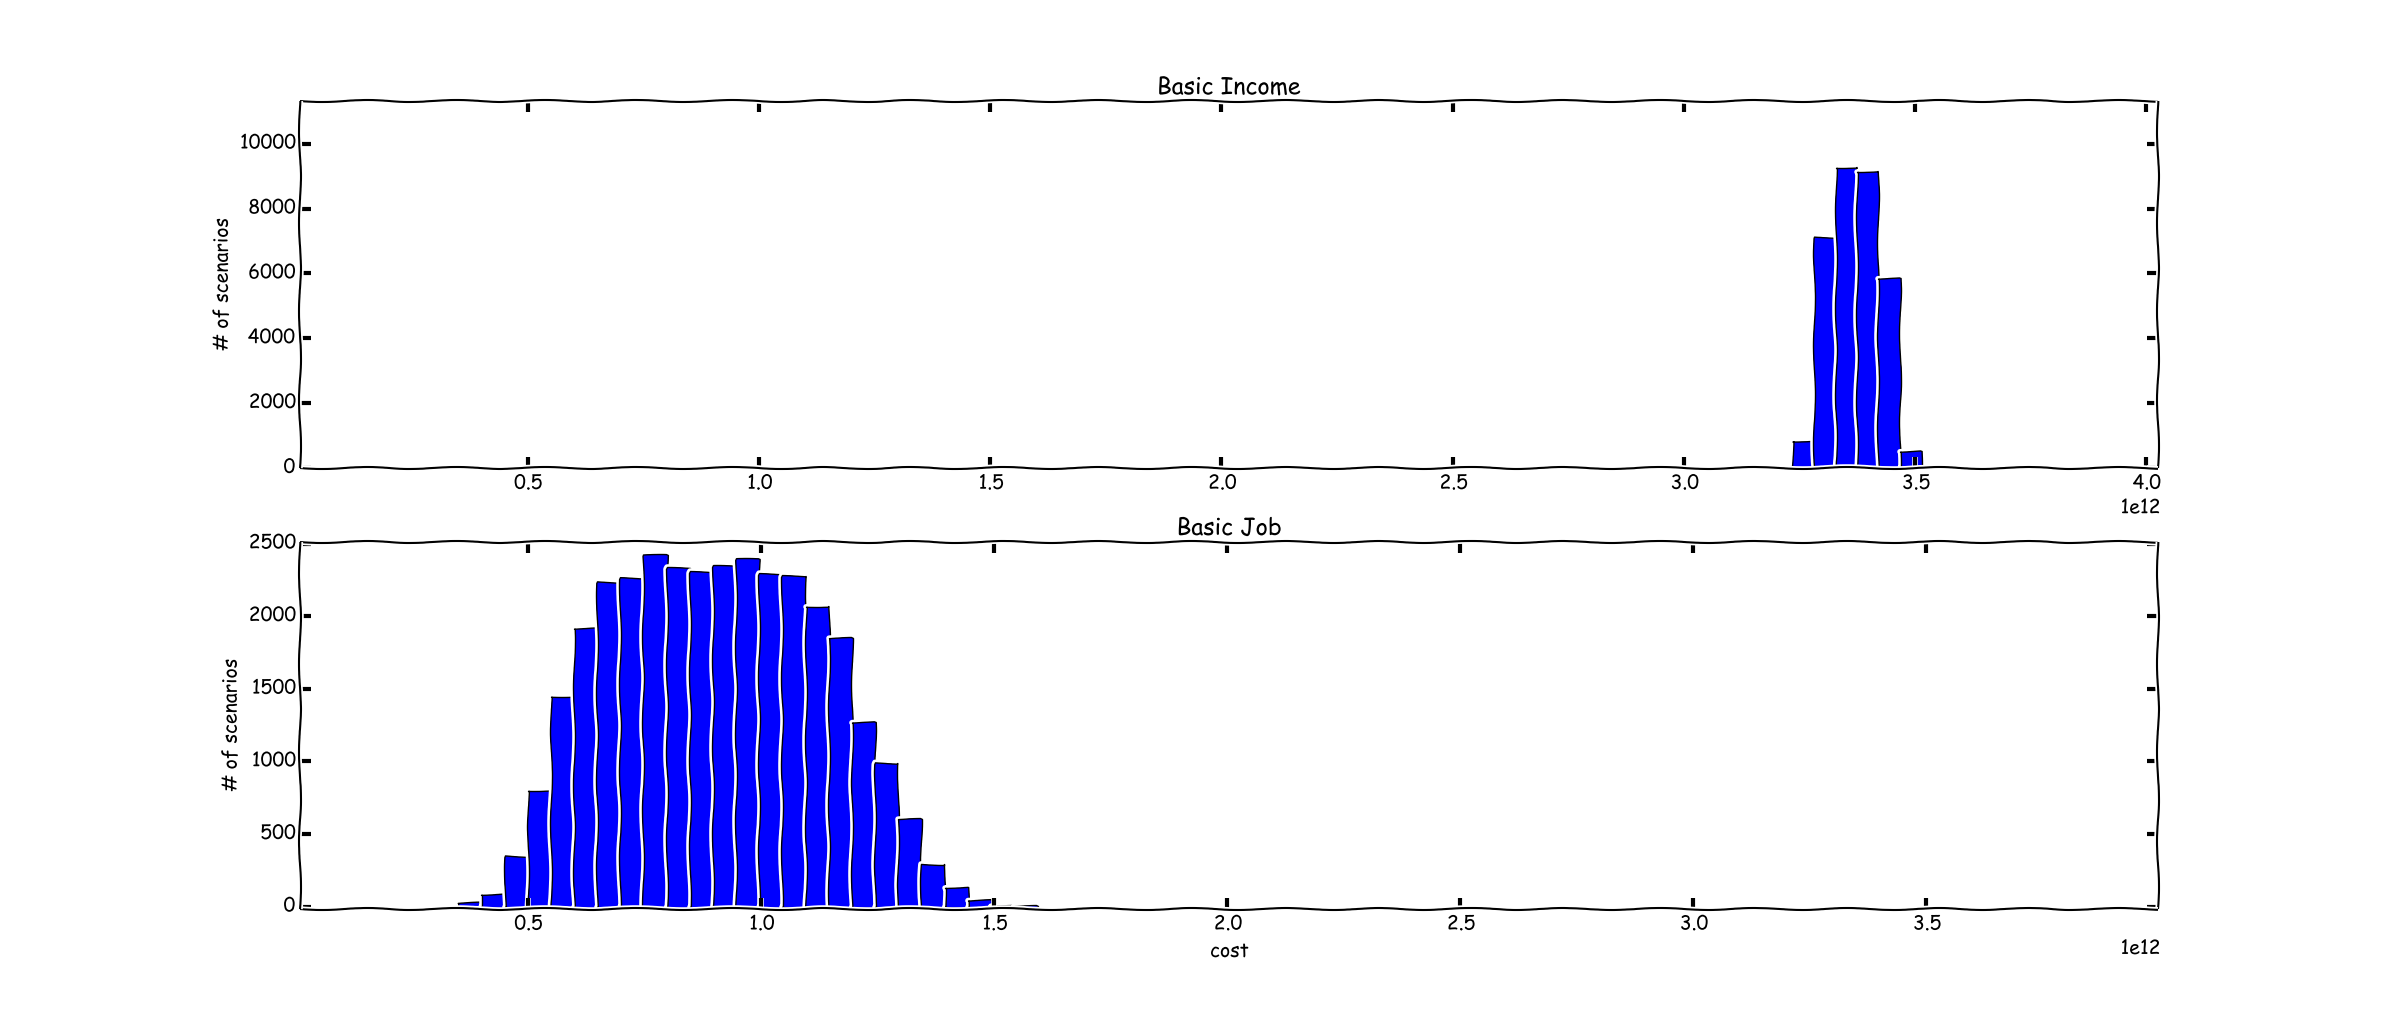 Basic Income
10000
8000
6000
4000
2000
0
# of scenarios
0.5 1.0 1.5 2.0 2.5 3.0 3.5 4.0
1e12
Basic Job
2500
2000
1500
1000
500
0
# of scenarios
0.5 1.0 1.5 2.0 2.5 3.0 3.5
cost
1e12